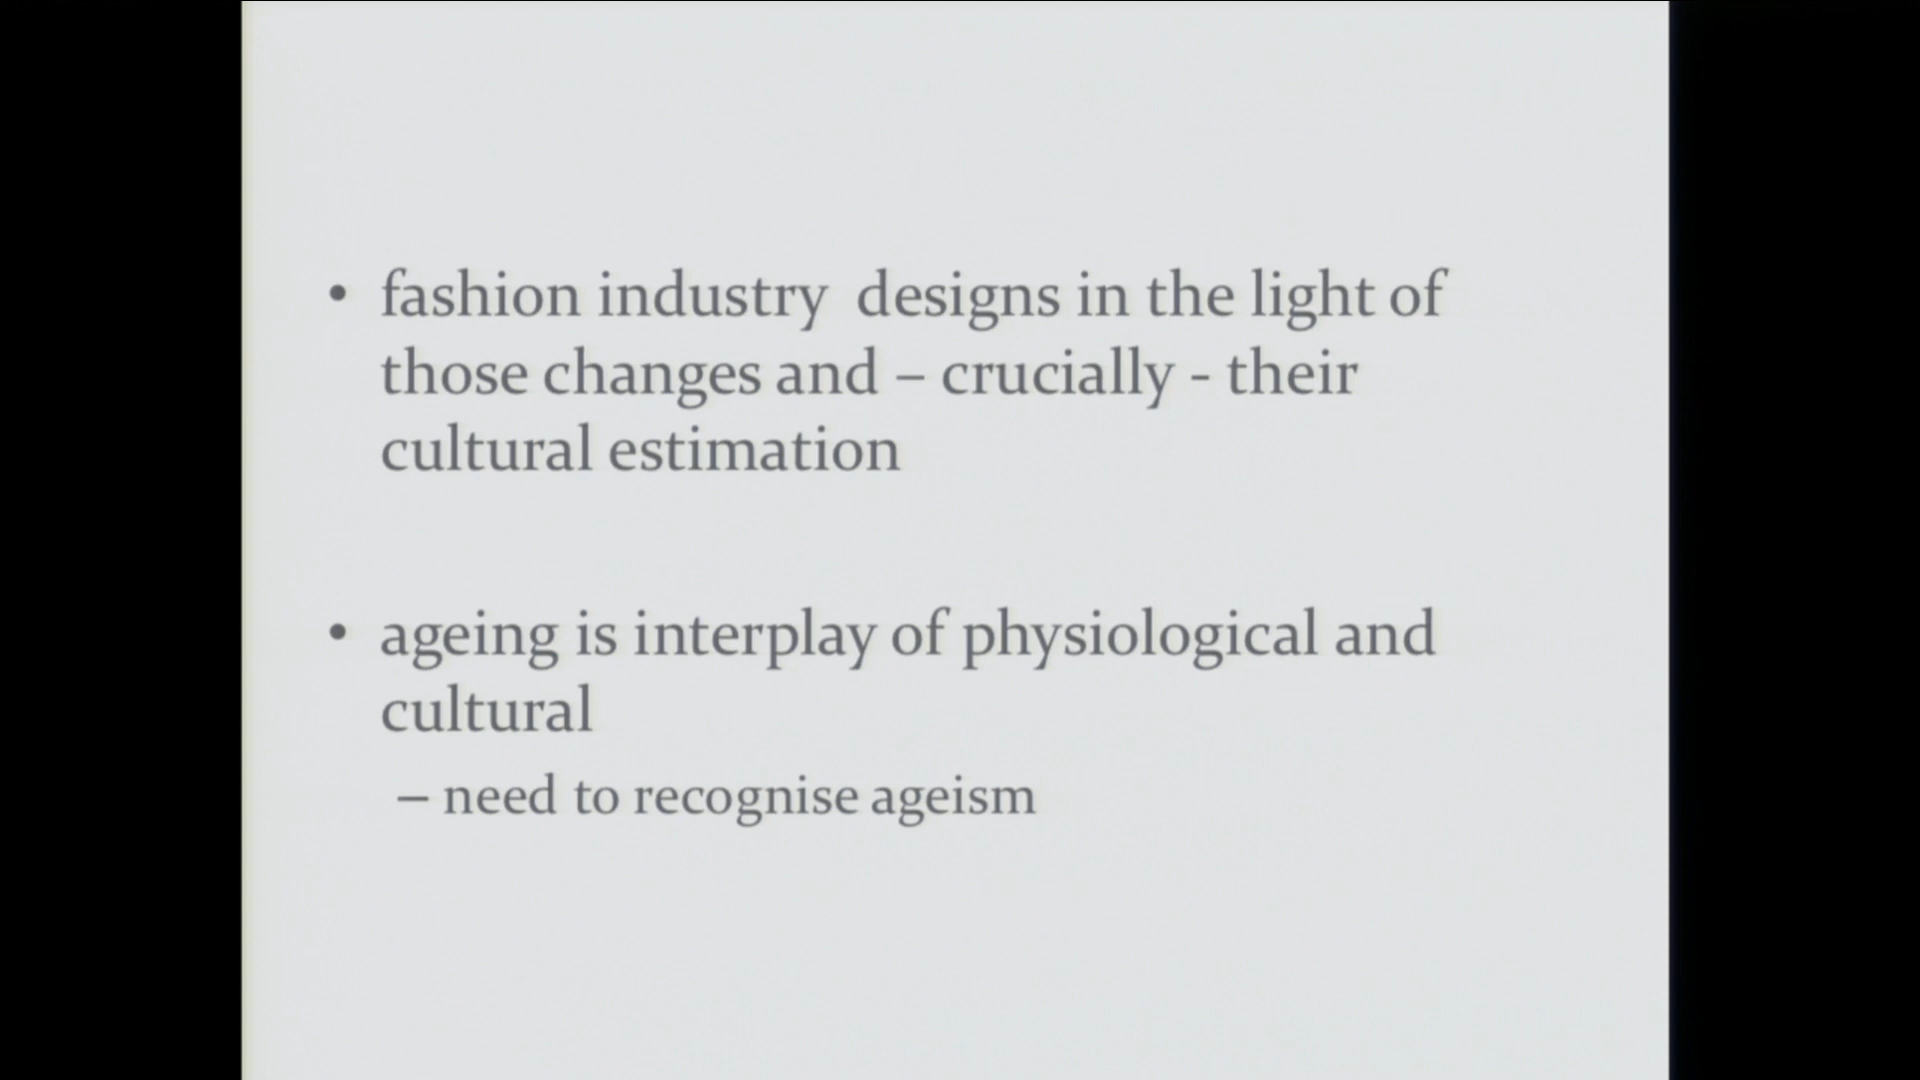 • fashion industry  designs in the light of
those changes and – crucially - their
cultural estimation
• ageing is interplay of physiological and
cultural
– need to recognise ageism